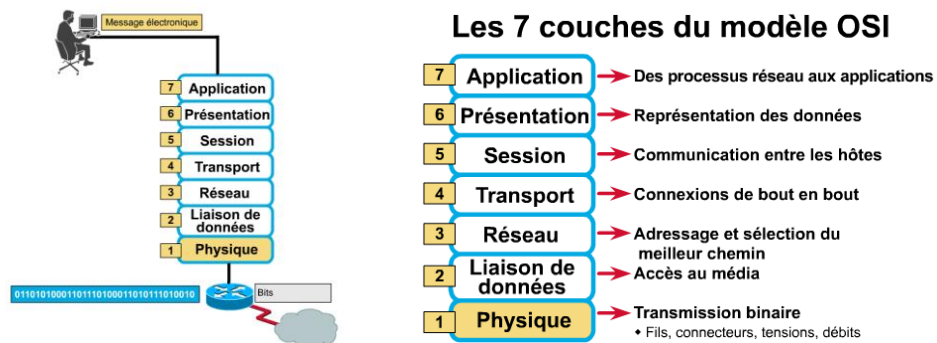 Message électronique
7 Application
6 Présentation
5 Session
4 Transport
3 Réseau
2 Liaison de
données
1 Physique
01101010001101110100011010111010010
Bits
Les 7 couches du modèle OSI
7 Application Des processus réseau aux applications
6 Présentation Représentation des données
5 Session Communication entre les hôtes
4 Transport Connexions de bout en bout
3 Réseau Adressage et sélection du
meilleur chemin
2 Liaison de
données
Accès au média
1 Physique Transmission binaire
Fils, connecteurs, tensions, débits